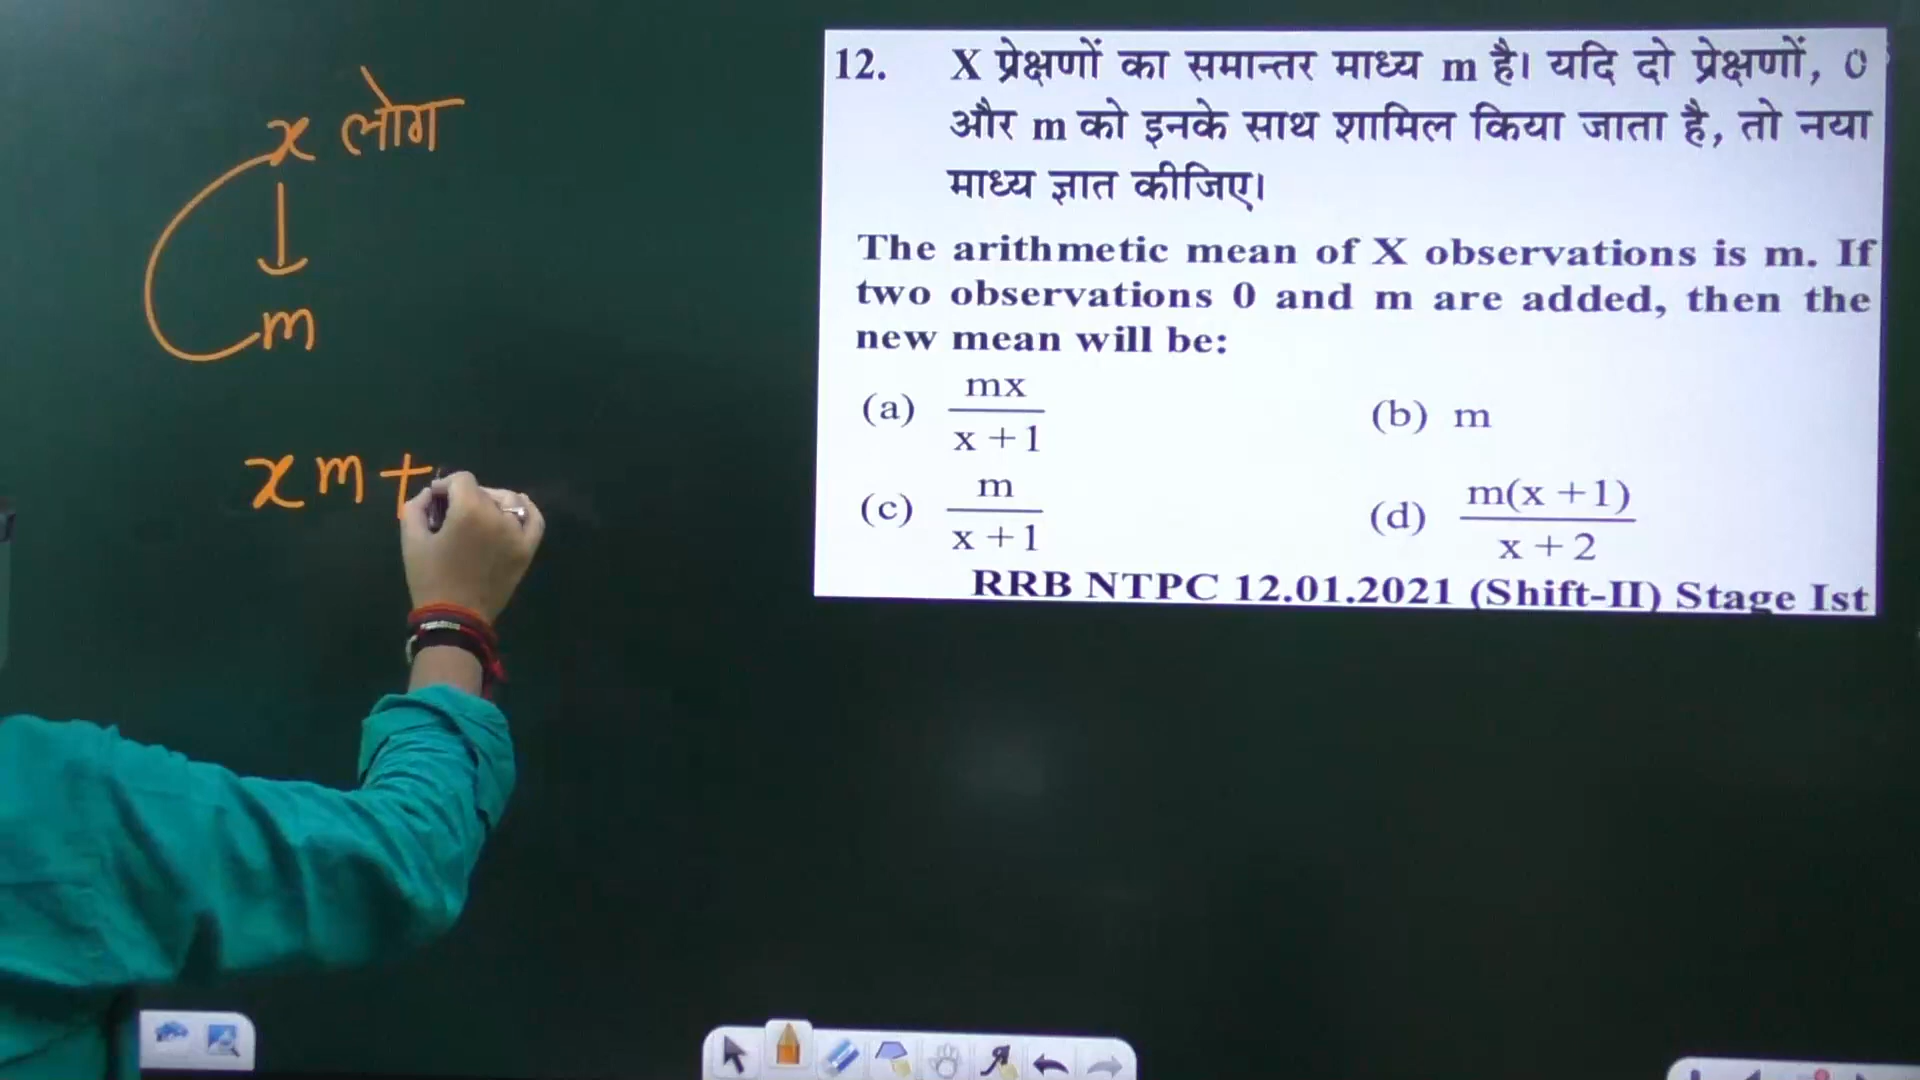 x लोग
m
x m +
12. X प्रेक्षणों का समान्तर माध्य m है। यदि दो प्रेक्षणों, 0
और m को इनके साथ शामिल किया जाता है, तो नया
माध्य ज्ञात कीजिए।
The arithmetic mean of X observations is m. If
two observations 0 and m are added, then the
new mean will be:
(a) mx / x + 1 (b) m
(c) m / x + 1 (d) m(x + 1) / x + 2
RRB NTPC 12.01.2021 (Shift-II) Stage Ist